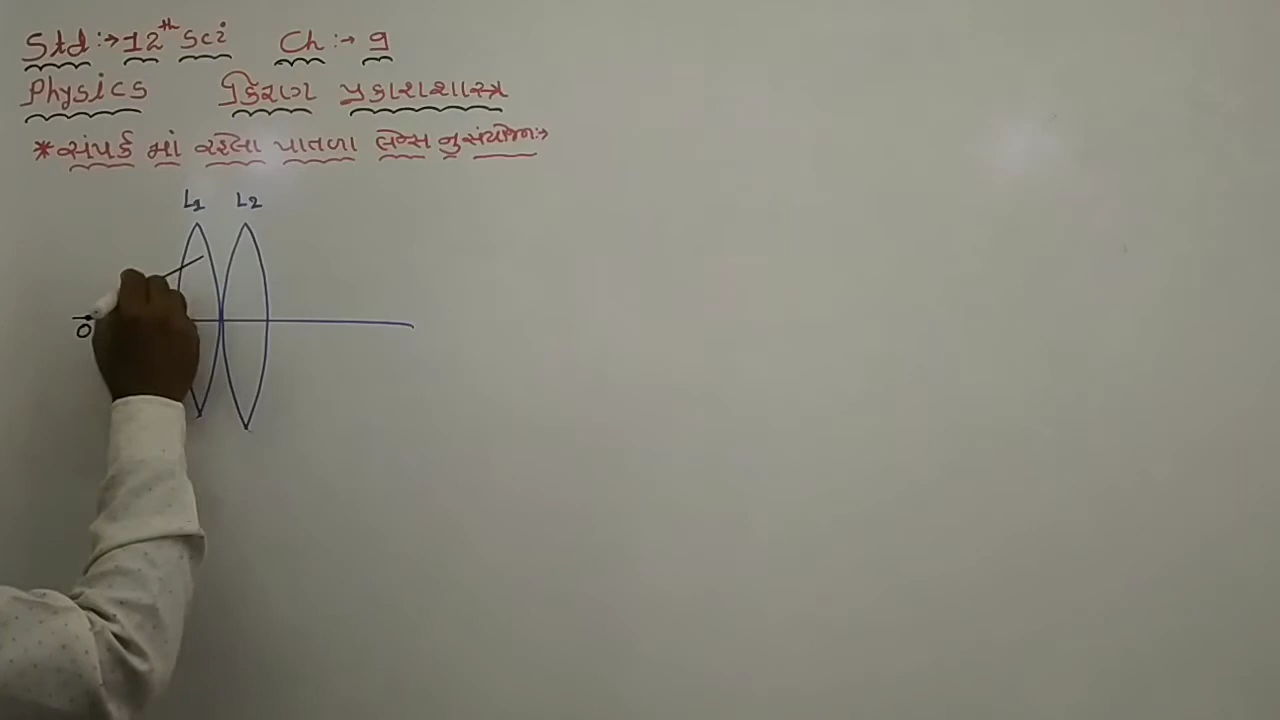 Std :→ 12th Sci Ch :→ 9
Physics કિરણ પ્રકાશશાસ્ત્ર
* સંપર્ક માં રહેલા પાતળા લેન્સ નુ સંયોજન :→
L1 L2
O